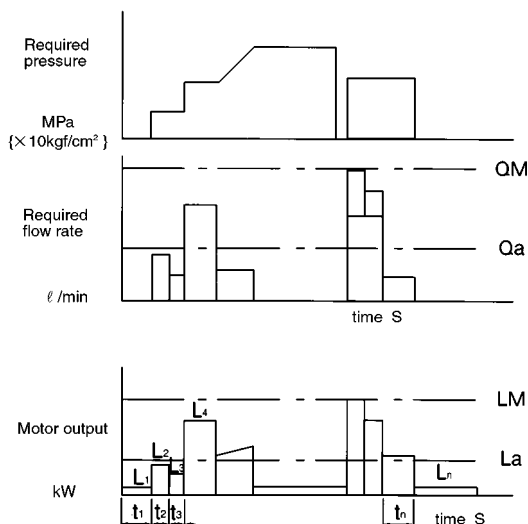 Required
pressure
MPa
{×10kgf/cm²}
QM
Required
flow rate
Qa
ℓ/min
time S
LM
L4
Motor output
L2
La
L3
L1
Ln
kW
t1 t2 t3
tn
time S